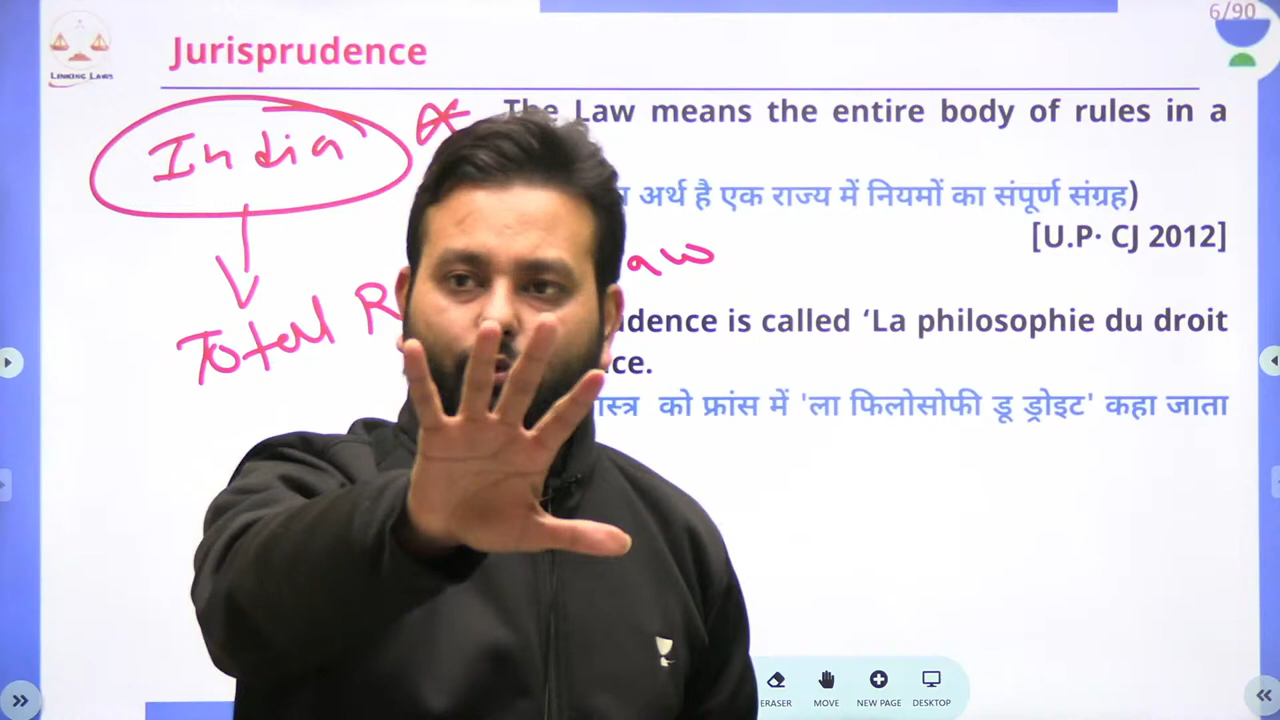 6/90
LINKING LAWS
Jurisprudence
India
The Law means the entire body of rules in a
अर्थ है एक राज्य में नियमों का संपूर्ण संग्रह)
[U.P. CJ 2012]
Total R
aw
udence is called ‘La philosophie du droit
ce.
को फ्रांस में 'ला फिलोसोफी डू ड्रोइट' कहा जाता
ERASER MOVE NEW PAGE DESKTOP